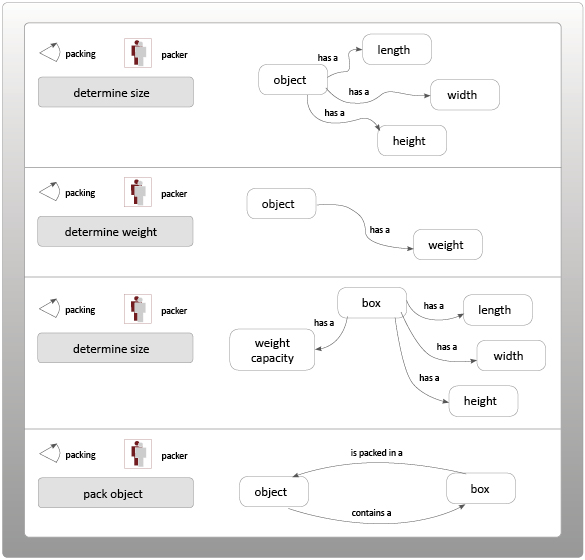 packing
packer
determine size
object
has a
length
has a
width
has a
height
packing
packer
determine weight
object
has a
weight
packing
packer
determine size
box
has a
weight
capacity
has a
length
has a
width
has a
height
packing
packer
pack object
is packed in a
object
box
contains a